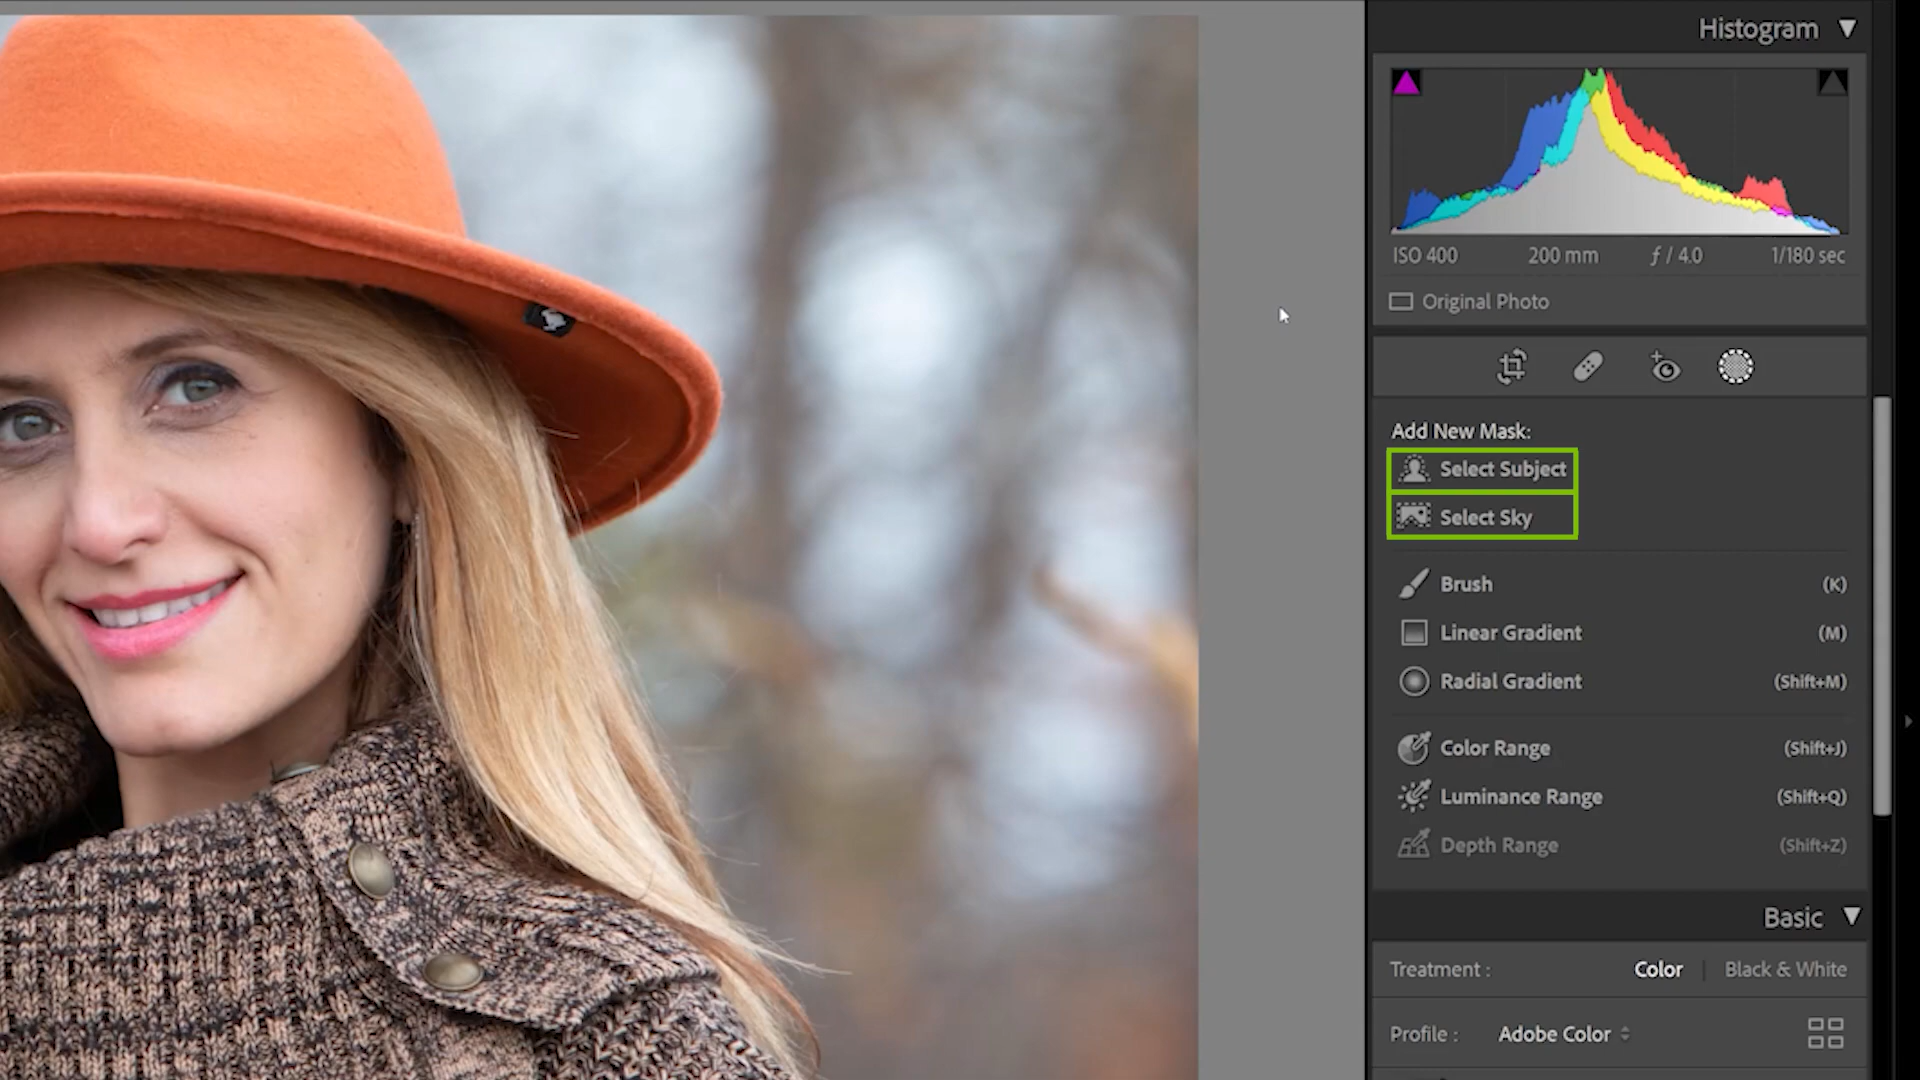 Histogram
ISO 400 200 mm ƒ / 4.0 1/180 sec
Original Photo
Add New Mask:
Select Subject
Select Sky
Brush (K)
Linear Gradient (M)
Radial Gradient (Shift+M)
Color Range (Shift+J)
Luminance Range (Shift+Q)
Depth Range (Shift+Z)
Basic
Treatment : Color Black & White
Profile : Adobe Color